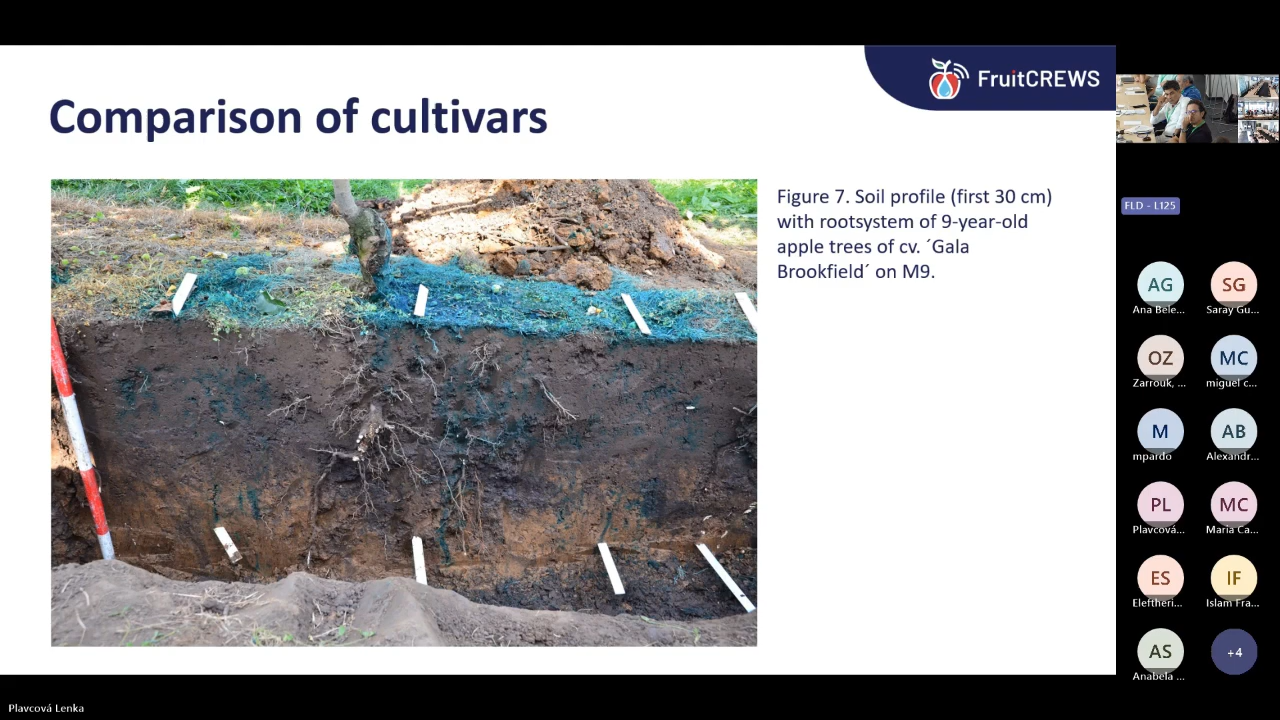 FruitCREWS
Comparison of cultivars
Figure 7. Soil profile (first 30 cm)
with rootsystem of 9-year-old
apple trees of cv. ´Gala
Brookfield´ on M9.
FLD - L125
AG
Ana Bele...
SG
Saray Gu...
OZ
Zarrouk, ...
MC
miguel c...
M
mpardo
AB
Alexandr...
PL
Plavcová...
MC
Maria Ca...
ES
Eleftheri...
IF
Islam Fra...
AS
Anabela ...
+4
Plavcová Lenka